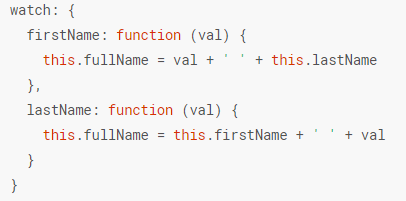 watch: {
  firstName: function (val) {
    this.fullName = val + ' ' + this.lastName
  },
  lastName: function (val) {
    this.fullName = this.firstName + ' ' + val
  }
}